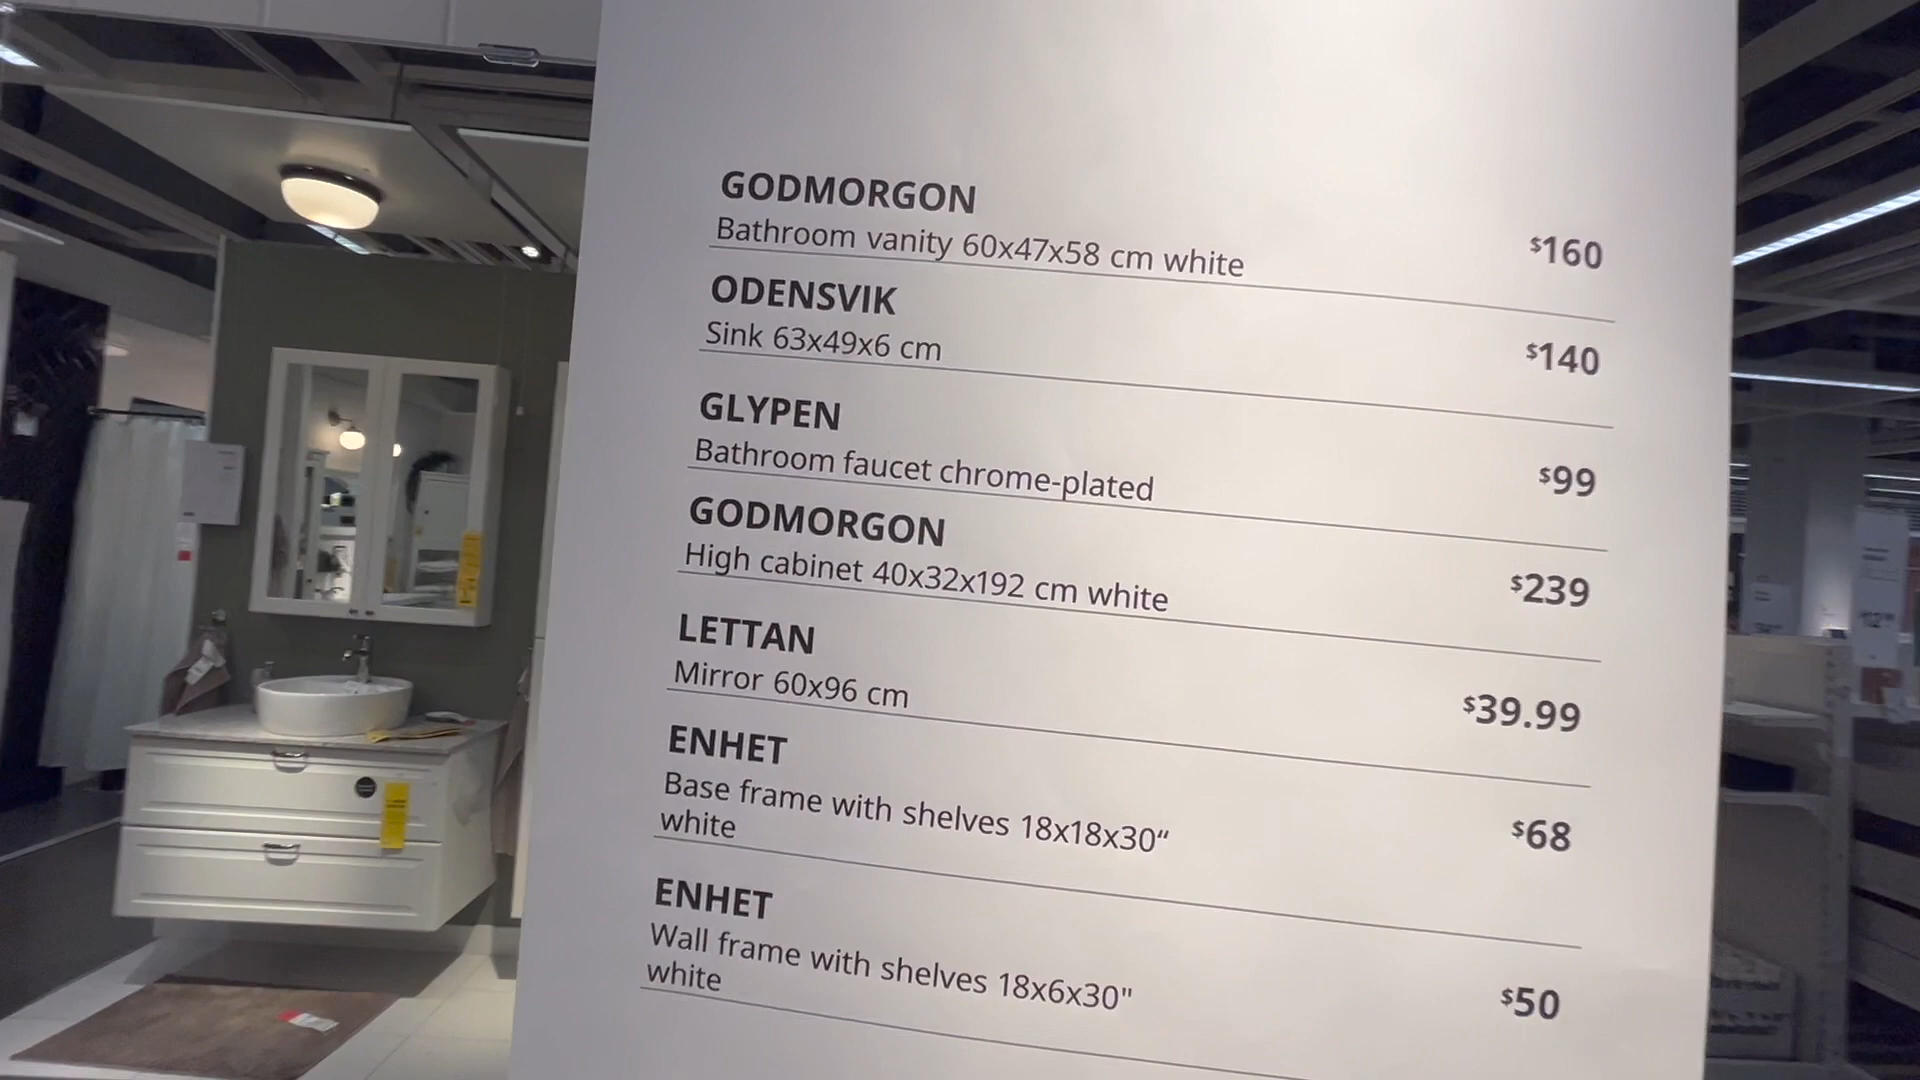 GODMORGON
Bathroom vanity 60x47x58 cm white
$160
ODENSVIK
Sink 63x49x6 cm
$140
GLYPEN
Bathroom faucet chrome-plated
$99
GODMORGON
High cabinet 40x32x192 cm white
$239
LETTAN
Mirror 60x96 cm
$39.99
ENHET
Base frame with shelves 18x18x30“
white
$68
ENHET
Wall frame with shelves 18x6x30"
white
$50